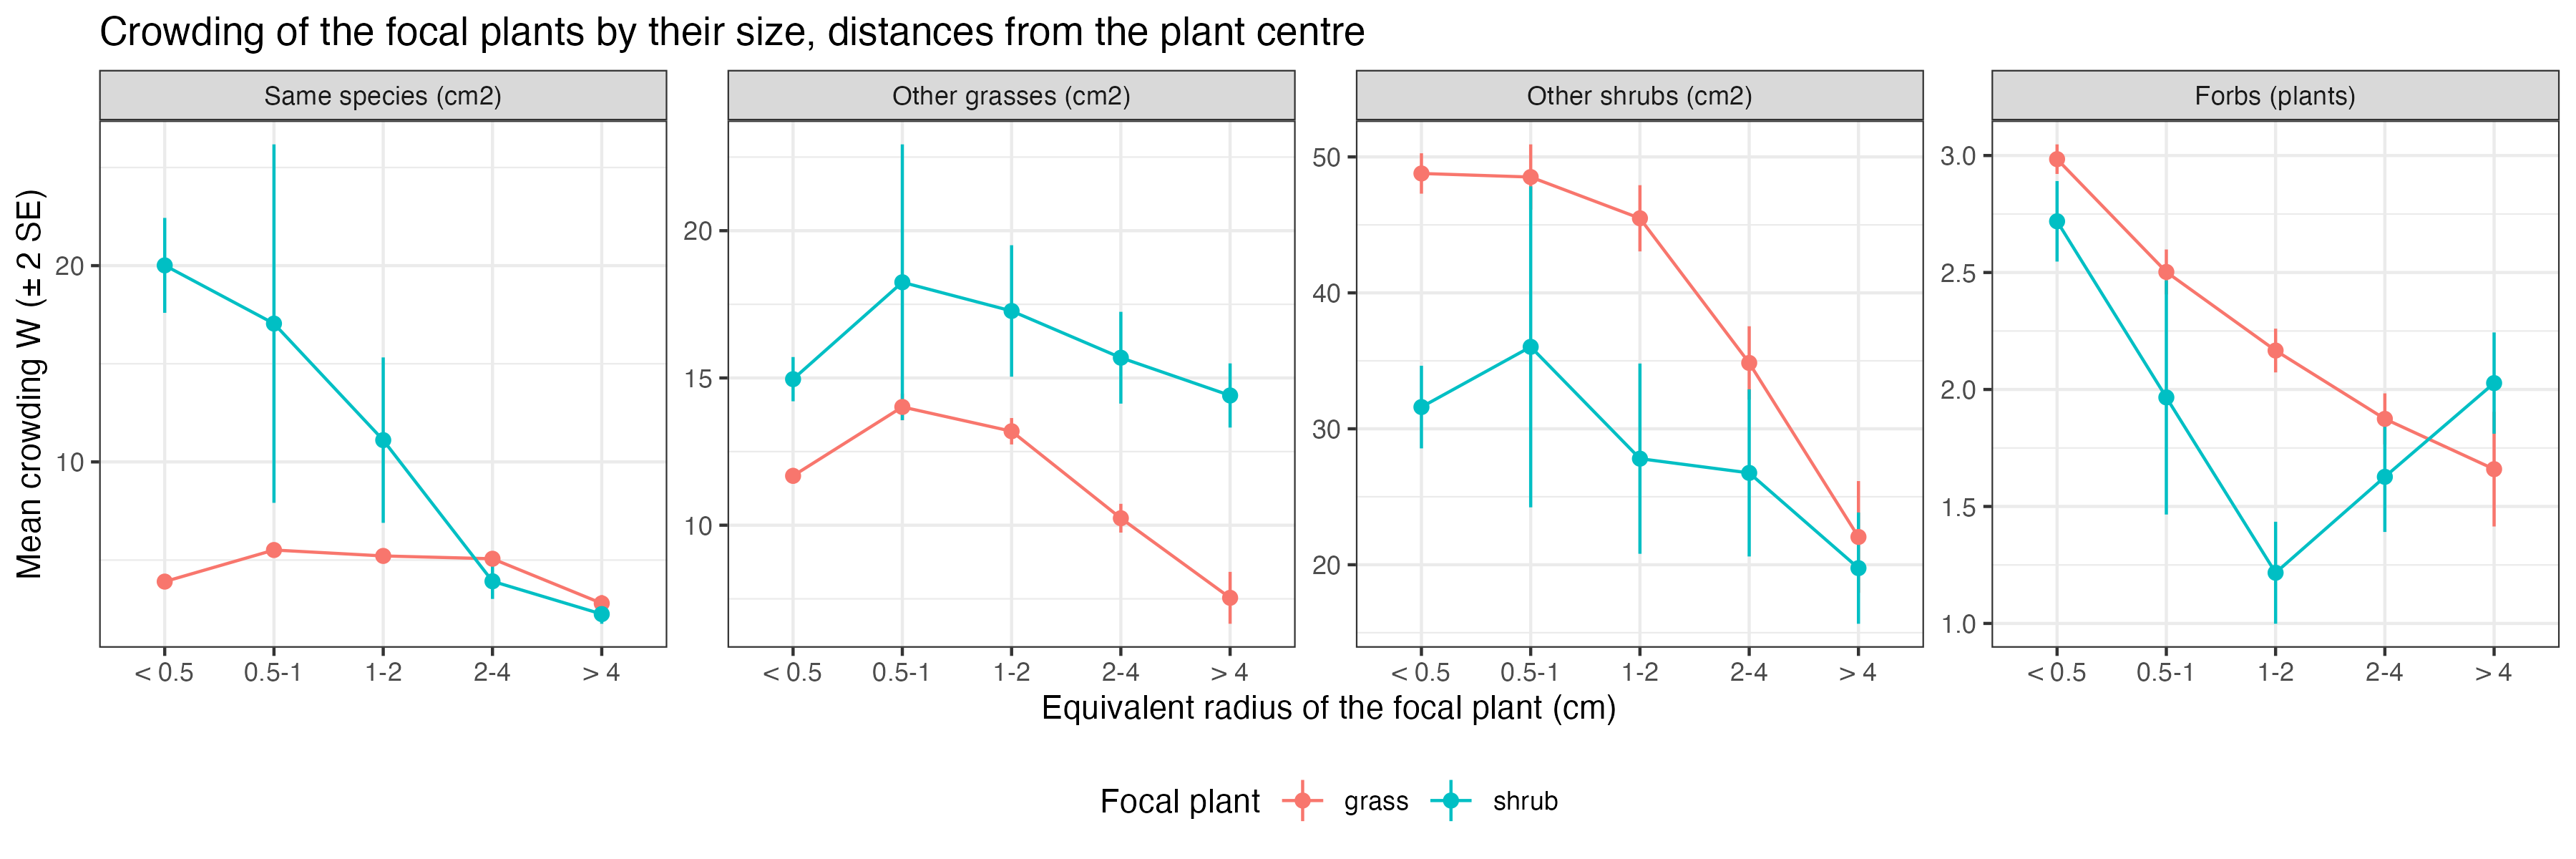 Crowding of the focal plants by their size, distances from the plant centre
Same species (cm2)
Other grasses (cm2)
Other shrubs (cm2)
Forbs (plants)
Mean crowding W (± 2 SE)
20
10
20
15
10
50
40
30
20
3.0
2.5
2.0
1.5
1.0
< 0.5 0.5-1 1-2 2-4 > 4
< 0.5 0.5-1 1-2 2-4 > 4
< 0.5 0.5-1 1-2 2-4 > 4
< 0.5 0.5-1 1-2 2-4 > 4
Equivalent radius of the focal plant (cm)
Focal plant grass shrub